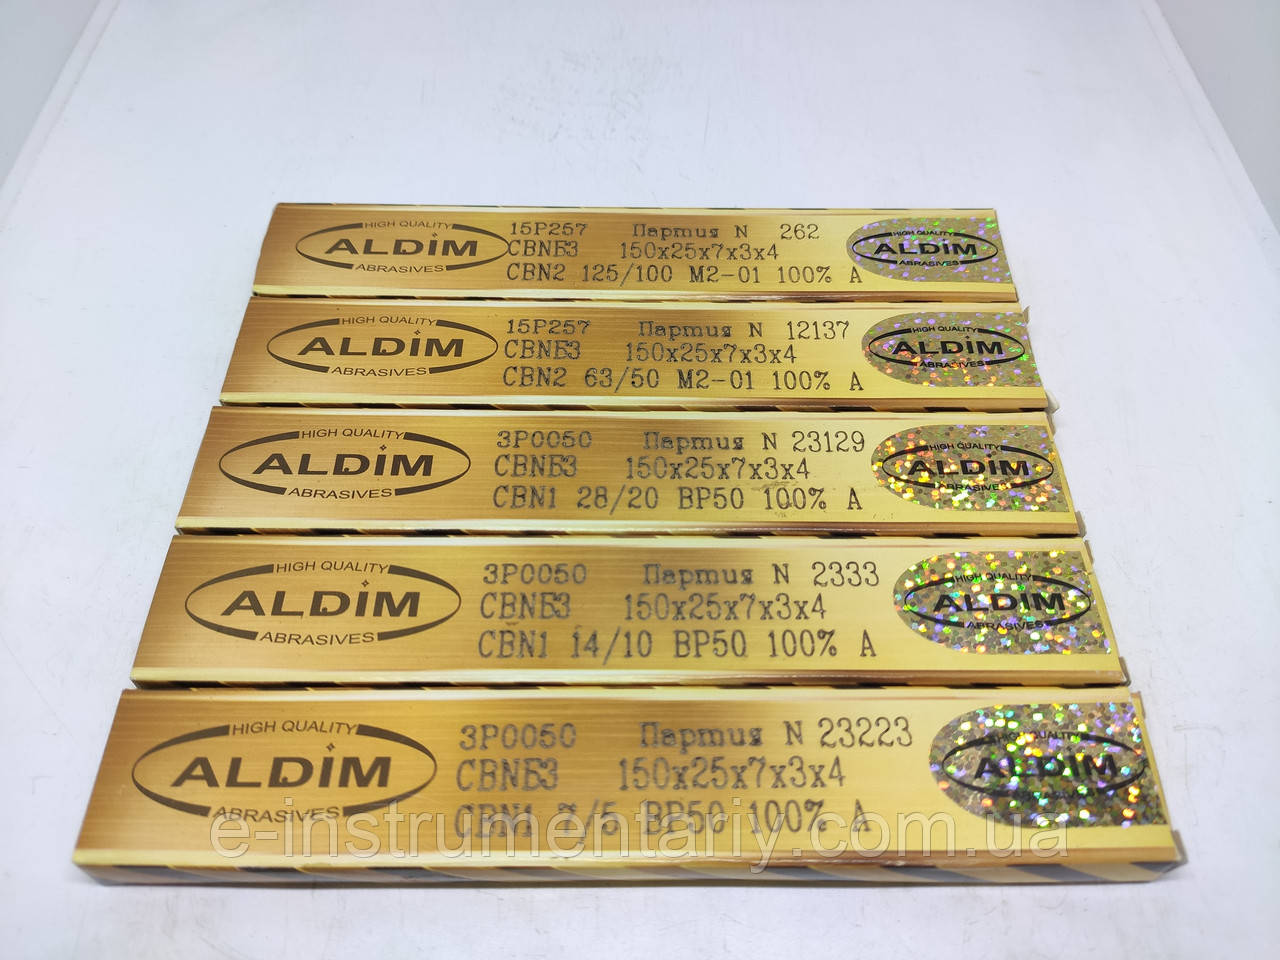 HIGH QUALITY
ALDIM
ABRASIVES
15P257 Партия N 262
CBNБ3 150x25x7x3x4
CBN2 125/100 M2-01 100% A
HIGH QUALITY
ALDIM
ABRASIVES
HIGH QUALITY
ALDIM
ABRASIVES
15P257 Партия N 12137
CBNБ3 150x25x7x3x4
CBN2 63/50 M2-01 100% A
HIGH QUALITY
ALDIM
ABRASIVES
HIGH QUALITY
ALDIM
ABRASIVES
3P0050 Партия N 23129
CBNБ3 150x25x7x3x4
CBN1 28/20 BP50 100% A
HIGH QUALITY
ALDIM
ABRASIVES
HIGH QUALITY
ALDIM
ABRASIVES
3P0050 Партия N 2333
CBNБ3 150x25x7x3x4
CBN1 14/10 BP50 100% A
HIGH QUALITY
ALDIM
ABRASIVES
HIGH QUALITY
ALDIM
ABRASIVES
3P0050 Партия N 23223
CBNБ3 150x25x7x3x4
CBN1 7/5 BP50 100% A
ALDIM
e-instrumentariy.com.ua